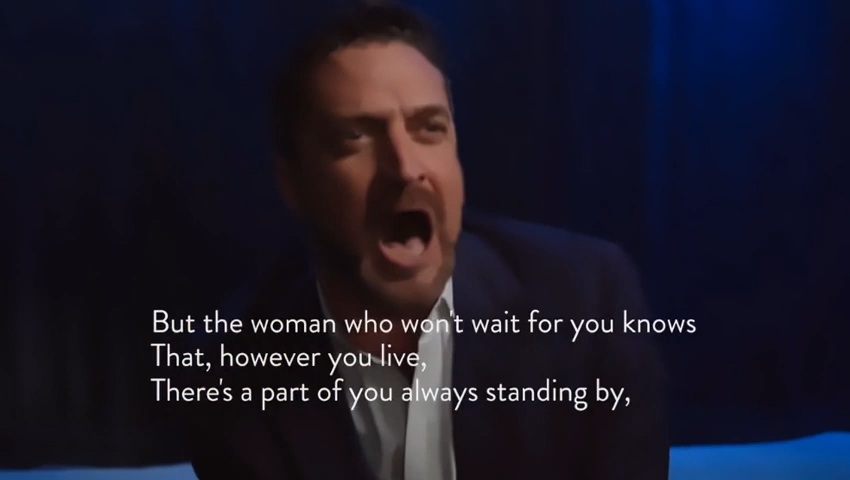 But the woman who won't wait for you knows
That, however you live,
There's a part of you always standing by,